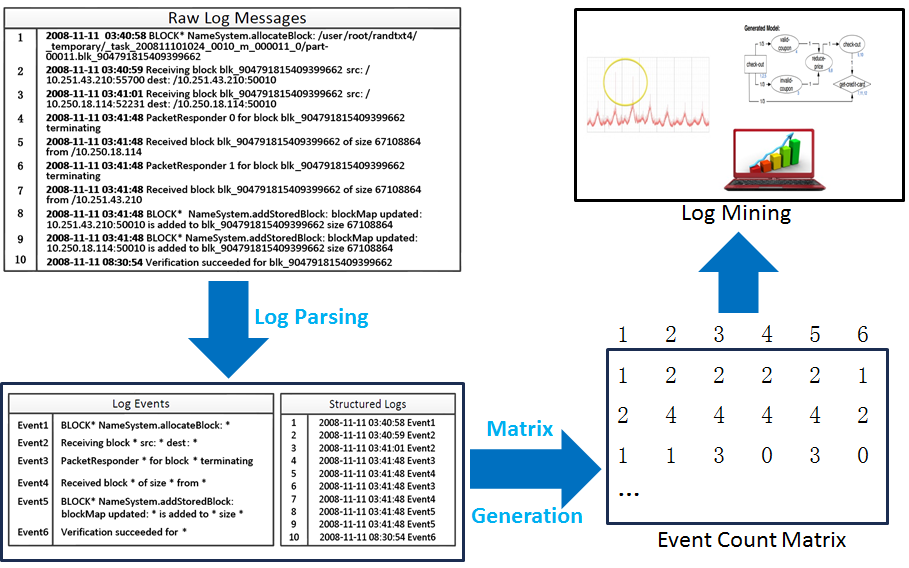 Raw Log Messages
1 2008-11-11 03:40:58 BLOCK* NameSystem.allocateBlock: /user/root/randtxt4/
_temporary/_task_200811101024_0010_m_000011_0/part-
00011.blk_904791815409399662
2 2008-11-11 03:40:59 Receiving block blk_904791815409399662 src: /
10.251.43.210:55700 dest: /10.251.43.210:50010
3 2008-11-11 03:41:01 Receiving block blk_904791815409399662 src: /
10.250.18.114:52231 dest: /10.250.18.114:50010
4 2008-11-11 03:41:48 PacketResponder 0 for block blk_904791815409399662
terminating
5 2008-11-11 03:41:48 Received block blk_904791815409399662 of size 67108864
from /10.250.18.114
6 2008-11-11 03:41:48 PacketResponder 1 for block blk_904791815409399662
terminating
7 2008-11-11 03:41:48 Received block blk_904791815409399662 of size 67108864
from /10.251.43.210
8 2008-11-11 03:41:48 BLOCK* NameSystem.addStoredBlock: blockMap updated:
10.251.43.210:50010 is added to blk_904791815409399662 size 67108864
9 2008-11-11 03:41:48 BLOCK* NameSystem.addStoredBlock: blockMap updated:
10.250.18.114:50010 is added to blk_904791815409399662 size 67108864
10 2008-11-11 08:30:54 Verification succeeded for blk_904791815409399662
Log Parsing
Log Events
Event1 BLOCK* NameSystem.allocateBlock: *
Event2 Receiving block * src: * dest: *
Event3 PacketResponder * for block * terminating
Event4 Received block * of size * from *
Event5 BLOCK* NameSystem.addStoredBlock:
blockMap updated: * is added to * size *
Event6 Verification succeeded for *
Structured Logs
1 2008-11-11 03:40:58 Event1
2 2008-11-11 03:40:59 Event2
3 2008-11-11 03:41:01 Event2
4 2008-11-11 03:41:48 Event3
5 2008-11-11 03:41:48 Event4
6 2008-11-11 03:41:48 Event3
7 2008-11-11 03:41:48 Event4
8 2008-11-11 03:41:48 Event5
9 2008-11-11 03:41:48 Event5
10 2008-11-11 08:30:54 Event6
Matrix
Generation
1 2 3 4 5 6
1 2 2 2 2 1
2 4 4 4 4 2
1 1 3 0 3 0
...
Event Count Matrix
Log Mining
Generated Model:
valid-
coupon
check-out
invalid-
coupon
reduce-
price
check-out
get-credit-card